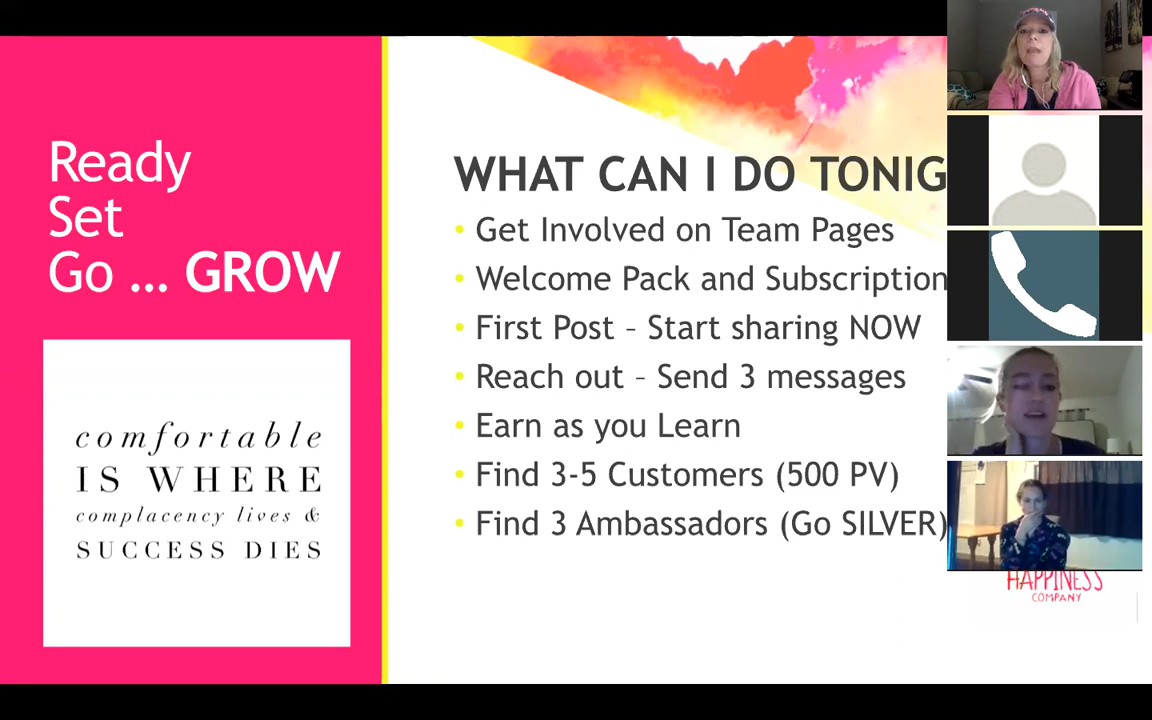 Ready
Set
Go ... GROW
comfortable
IS WHERE
complacency lives &
SUCCESS DIES
WHAT CAN I DO TONIG
• Get Involved on Team Pages
• Welcome Pack and Subscription
• First Post – Start sharing NOW
• Reach out – Send 3 messages
• Earn as you Learn
• Find 3-5 Customers (500 PV)
• Find 3 Ambassadors (Go SILVER)
HAPPINESS
COMPANY